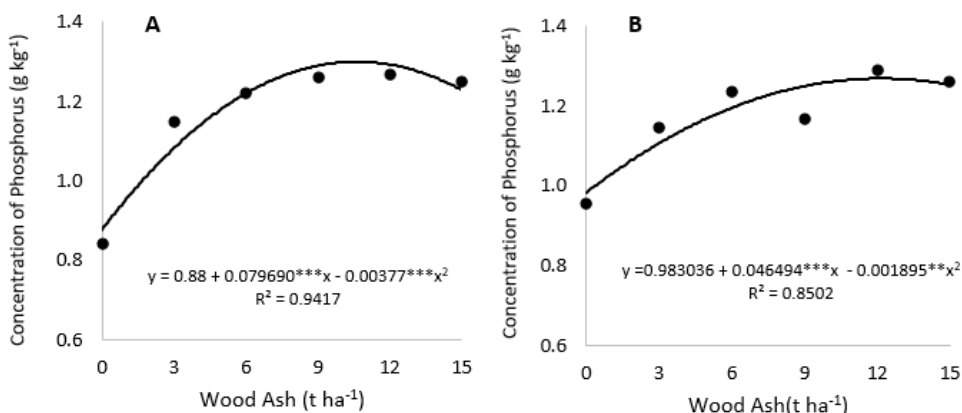 A
Concentration of Phosphorus (g kg⁻¹)
1.4
1.2
1.0
0.8
0.6
y = 0.88 + 0.079690***x - 0.00377***x²
R² = 0.9417
0 3 6 9 12 15
Wood Ash (t ha⁻¹)
B
Concentration of Phosphorus (g kg⁻¹)
1.4
1.2
1.0
0.8
0.6
y =0.983036 + 0.046494***x - 0.001895**x²
R² = 0.8502
0 3 6 9 12 15
Wood Ash(t ha⁻¹)